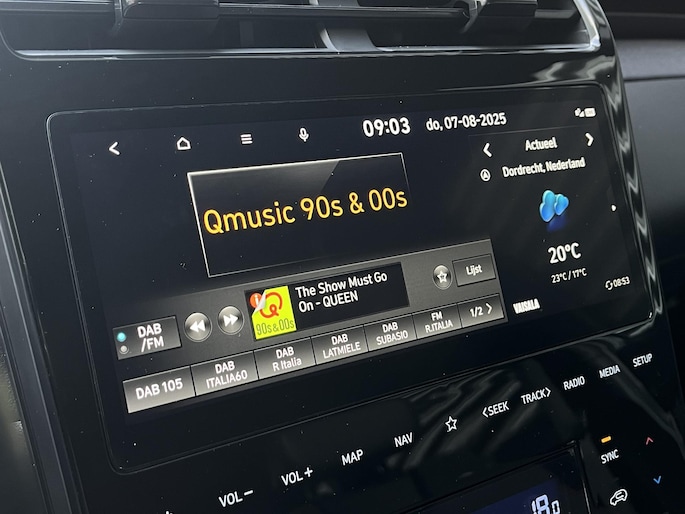 09:03 do, 07-08-2025
Actueel
Dordrecht, Nederland
Qmusic 90s & 00s
20°C
23°C / 17°C
08:53
VAISALA
The Show Must Go
On - QUEEN
90s & 00s
Lijst
DAB
/FM
DAB 105
DAB
ITALIA60
DAB
R Italia
DAB
LATMIELE
DAB
SUBASIO
FM
R.ITALIA
1/2
VOL−
VOL+
MAP
NAV
<SEEK
TRACK>
RADIO
MEDIA
SETUP
SYNC